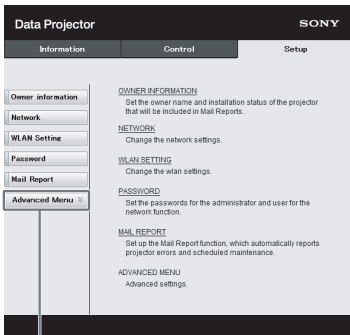 Data Projector
SONY
Information
Control
Setup
Owner information
Network
WLAN Setting
Password
Mail Report
Advanced Menu
OWNER INFORMATION
Set the owner name and installation status of the projector
that will be included in Mail Reports.
NETWORK
Change the network settings.
WLAN SETTING
Change the wlan settings.
PASSWORD
Set the passwords for the administrator and user for the
network function.
MAIL REPORT
Set up the Mail Report function, which automatically reports
projector errors and scheduled maintenance.
ADVANCED MENU
Advanced settings.